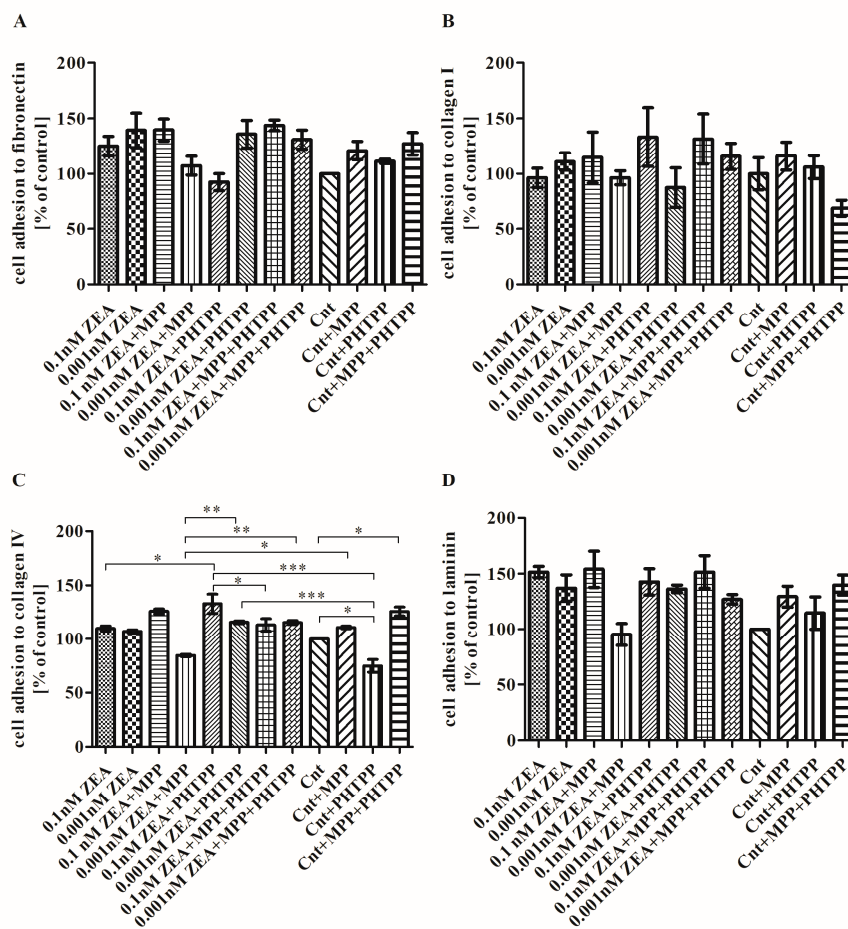 A
cell adhesion to fibronectin
[% of control]
200
150
100
50
0
0.1nM ZEA
0.001nM ZEA
0.1 nM ZEA+MPP
0.001nM ZEA+MPP
0.1nM ZEA+PHTPP
0.001nM ZEA+PHTPP
0.1nM ZEA+MPP+PHTPP
0.001nM ZEA+MPP+PHTPP
Cnt
Cnt+MPP
Cnt+PHTPP
Cnt+MPP+PHTPP
B
cell adhesion to collagen I
[% of control]
200
150
100
50
0
0.1nM ZEA
0.001nM ZEA
0.1 nM ZEA+MPP
0.001nM ZEA+MPP
0.1nM ZEA+PHTPP
0.001nM ZEA+PHTPP
0.1nM ZEA+MPP+PHTPP
0.001nM ZEA+MPP+PHTPP
Cnt
Cnt+MPP
Cnt+PHTPP
Cnt+MPP+PHTPP
C
cell adhesion to collagen IV
[% of control]
200
150
100
50
0
**
** *
* *
***
*
***
*
0.1nM ZEA
0.001nM ZEA
0.1 nM ZEA+MPP
0.001nM ZEA+MPP
0.1nM ZEA+PHTPP
0.001nM ZEA+PHTPP
0.1nM ZEA+MPP+PHTPP
0.001nM ZEA+MPP+PHTPP
Cnt
Cnt+MPP
Cnt+PHTPP
Cnt+MPP+PHTPP
D
cell adhesion to laminin
[% of control]
200
150
100
50
0
0.1nM ZEA
0.001nM ZEA
0.1 nM ZEA+MPP
0.001nM ZEA+MPP
0.1nM ZEA+PHTPP
0.001nM ZEA+PHTPP
0.1nM ZEA+MPP+PHTPP
0.001nM ZEA+MPP+PHTPP
Cnt
Cnt+MPP
Cnt+PHTPP
Cnt+MPP+PHTPP